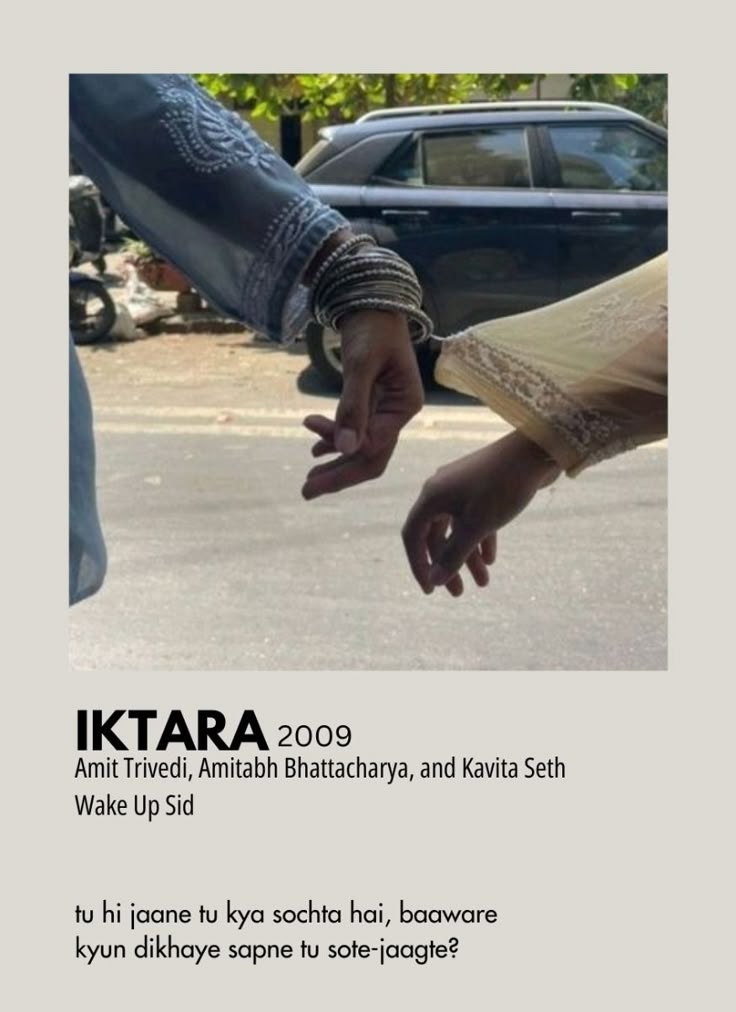 IKTARA 2009
Amit Trivedi, Amitabh Bhattacharya, and Kavita Seth
Wake Up Sid
tu hi jaane tu kya sochta hai, baaware
kyun dikhaye sapne tu sote-jaagte?